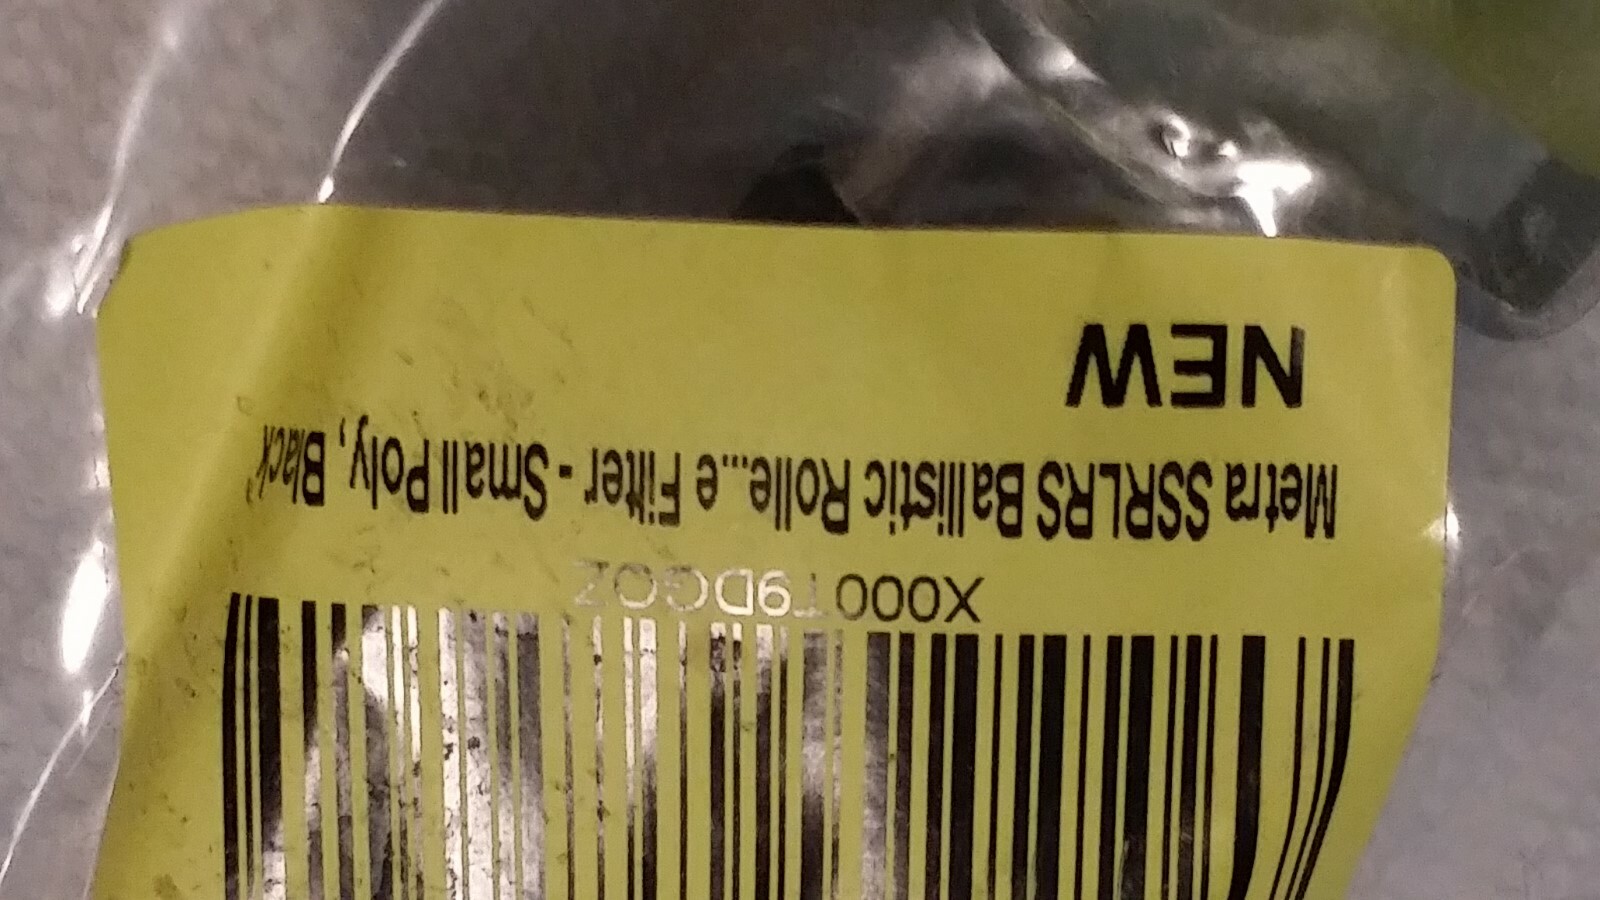 X000T9DGOZ
Metra SSRLRS Ballistic Rolle...e Filter - Small Poly, Black
NEW